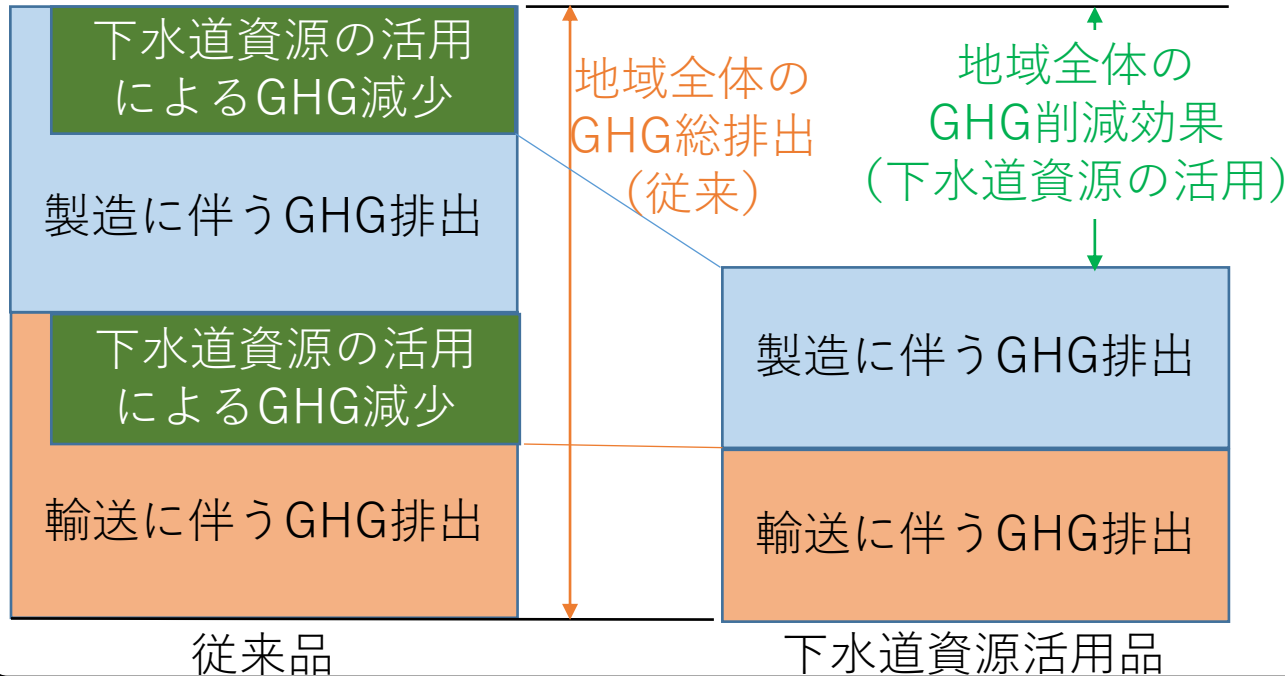 下水道資源の活用
によるGHG減少
製造に伴うGHG排出
下水道資源の活用
によるGHG減少
輸送に伴うGHG排出
従来品
地域全体の
GHG総排出
(従来)
地域全体の
GHG削減効果
(下水道資源の活用)
製造に伴うGHG排出
輸送に伴うGHG排出
下水道資源活用品